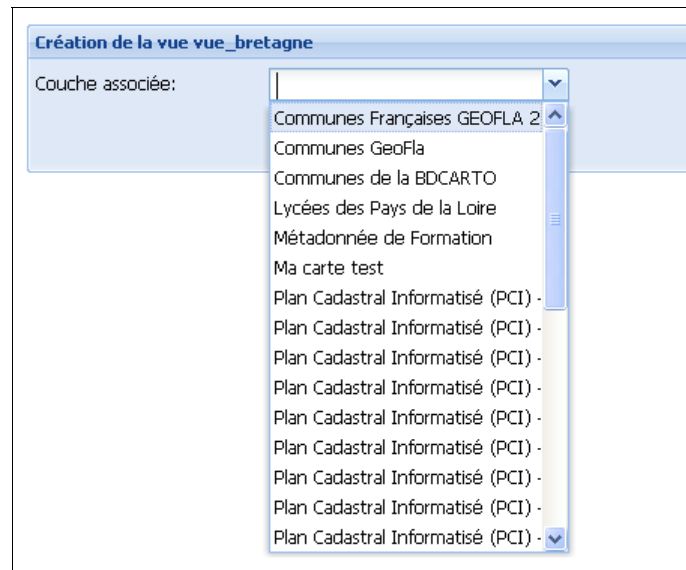 Création de la vue vue_bretagne
Couche associée:
Communes Françaises GEOFLA 2
Communes GeoFla
Communes de la BDCARTO
Lycées des Pays de la Loire
Métadonnée de Formation
Ma carte test
Plan Cadastral Informatisé (PCI) -
Plan Cadastral Informatisé (PCI) -
Plan Cadastral Informatisé (PCI) -
Plan Cadastral Informatisé (PCI) -
Plan Cadastral Informatisé (PCI) -
Plan Cadastral Informatisé (PCI) -
Plan Cadastral Informatisé (PCI) -
Plan Cadastral Informatisé (PCI) -
Plan Cadastral Informatisé (PCI) -